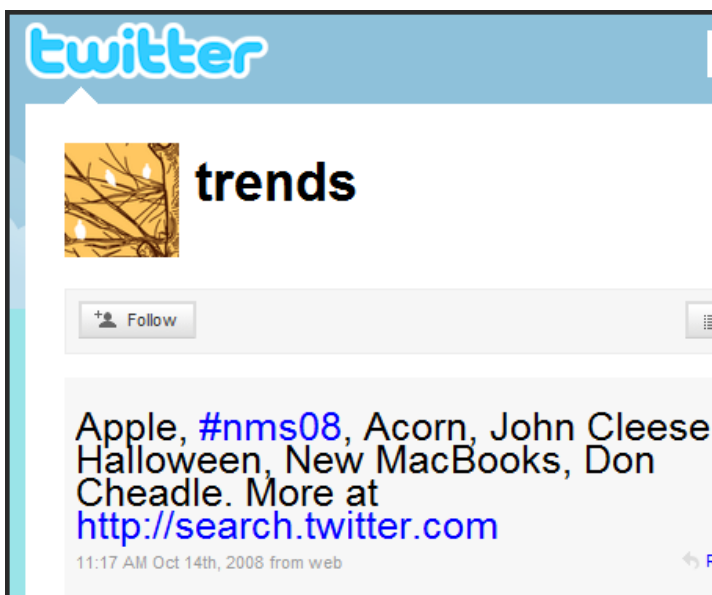 twitter
trends
Follow
Apple, #nms08, Acorn, John Cleese
Halloween, New MacBooks, Don
Cheadle. More at
http://search.twitter.com
11:17 AM Oct 14th, 2008 from web